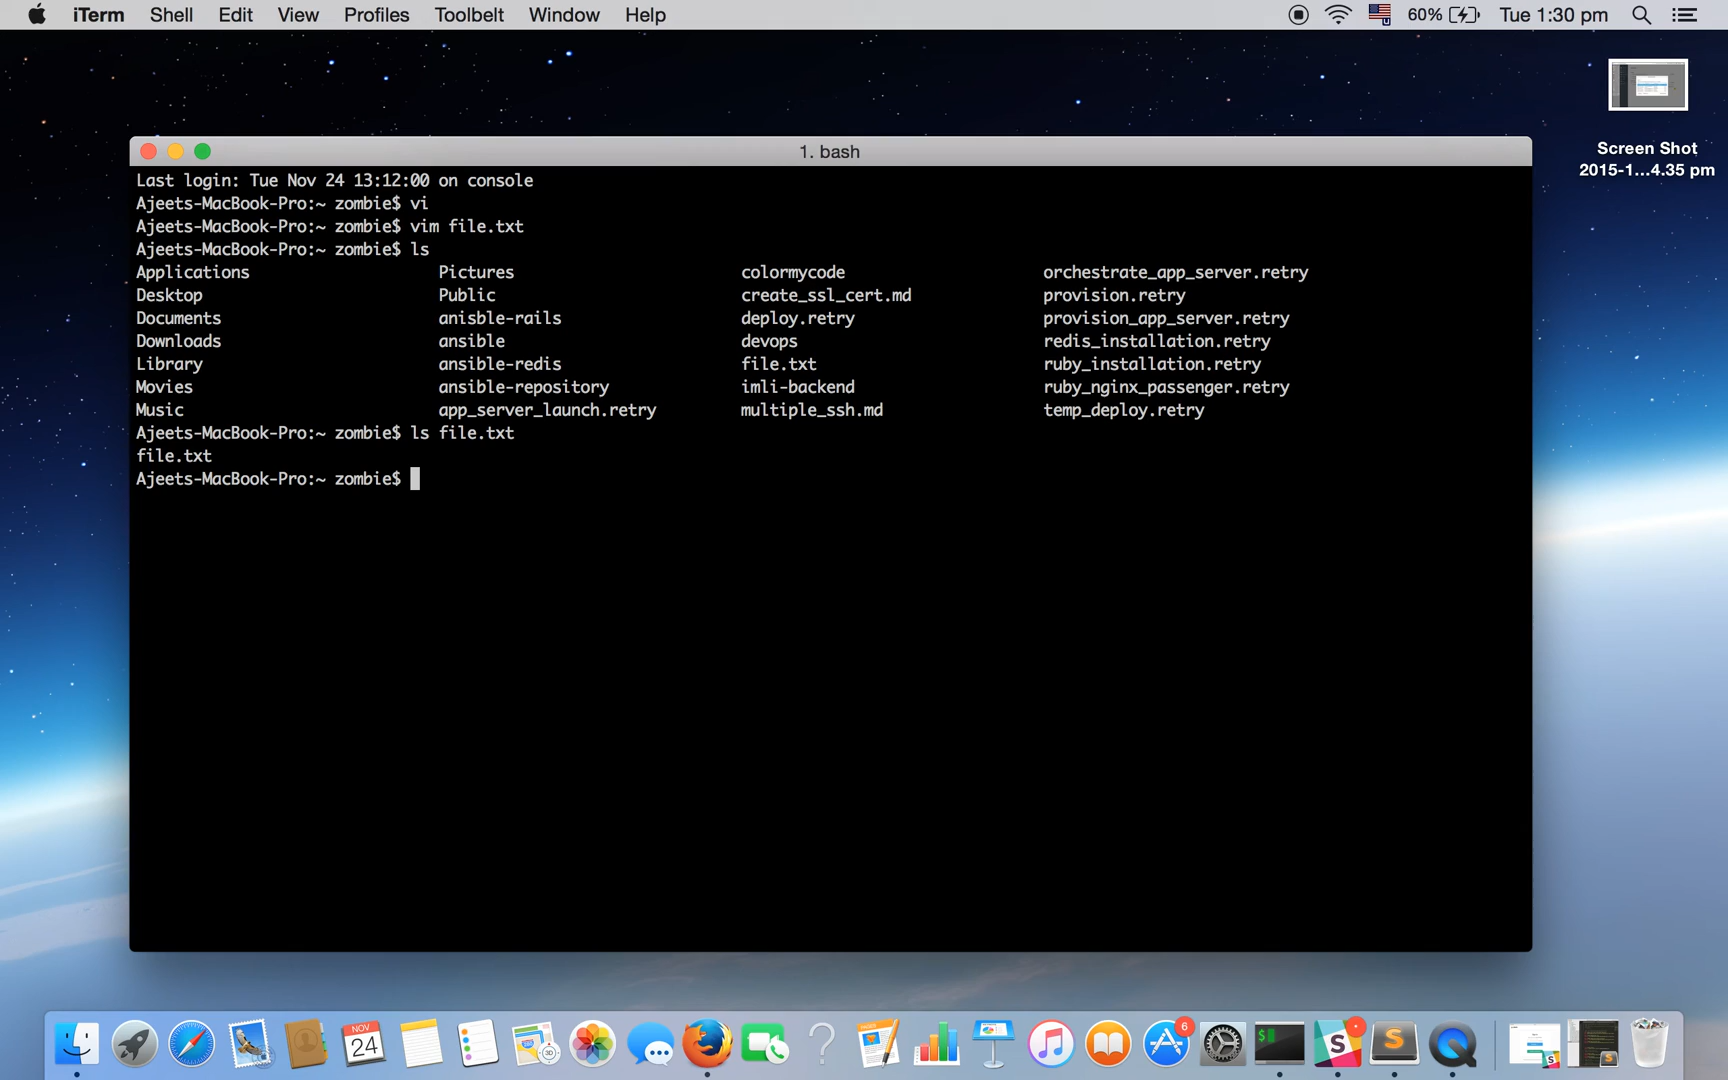 iTerm Shell Edit View Profiles Toolbelt Window Help 60% Tue 1:30 pm
Screen Shot
2015-1...4.35 pm
1. bash
Last login: Tue Nov 24 13:12:00 on console
Ajeets-MacBook-Pro:~ zombie$ vi
Ajeets-MacBook-Pro:~ zombie$ vim file.txt
Ajeets-MacBook-Pro:~ zombie$ ls
Applications Pictures colormycode orchestrate_app_server.retry
Desktop Public create_ssl_cert.md provision.retry
Documents anisble-rails deploy.retry provision_app_server.retry
Downloads ansible devops redis_installation.retry
Library ansible-redis file.txt ruby_installation.retry
Movies ansible-repository imli-backend ruby_nginx_passenger.retry
Music app_server_launch.retry multiple_ssh.md temp_deploy.retry
Ajeets-MacBook-Pro:~ zombie$ ls file.txt
file.txt
Ajeets-MacBook-Pro:~ zombie$
NOV
24
3D
6
$
S
S